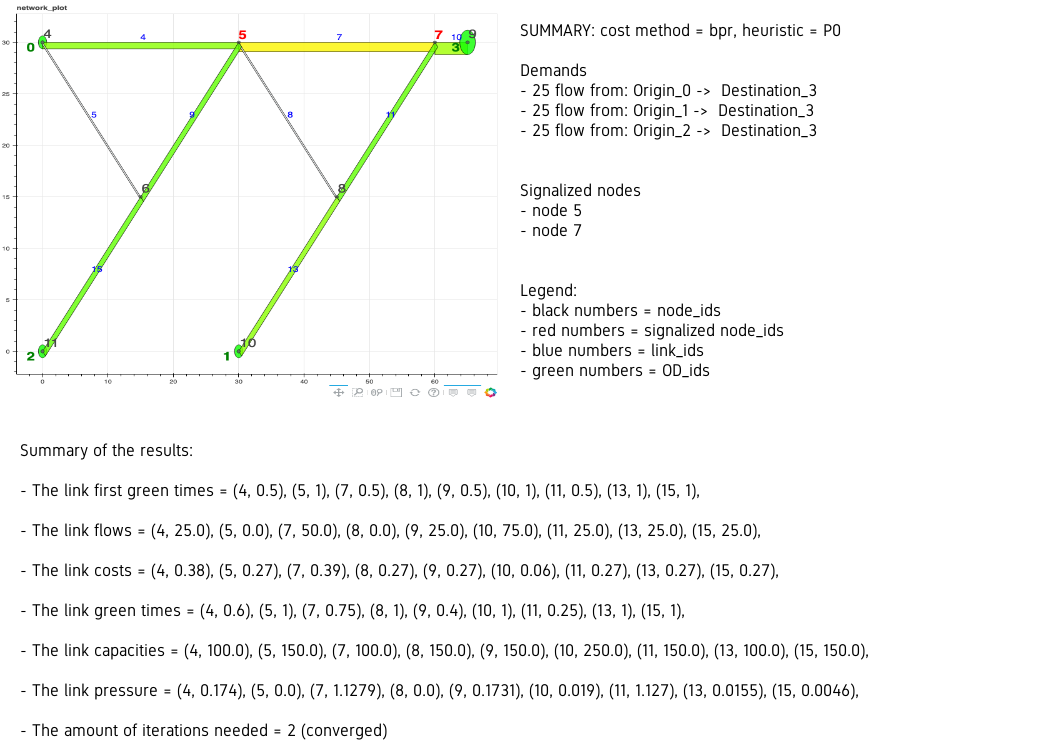 network_plot
4
5
7
9
0
4
7
10
3
30
25
5
9
8
11
20
6
8
15
10
15
13
5
11
10
0
2
1
0
10
20
30
40
50
60
SUMMARY: cost method = bpr, heuristic = P0
Demands
- 25 flow from: Origin_0 -> Destination_3
- 25 flow from: Origin_1 -> Destination_3
- 25 flow from: Origin_2 -> Destination_3
Signalized nodes
- node 5
- node 7
Legend:
- black numbers = node_ids
- red numbers = signalized node_ids
- blue numbers = link_ids
- green numbers = OD_ids
Summary of the results:
- The link first green times = (4, 0.5), (5, 1), (7, 0.5), (8, 1), (9, 0.5), (10, 1), (11, 0.5), (13, 1), (15, 1),
- The link flows = (4, 25.0), (5, 0.0), (7, 50.0), (8, 0.0), (9, 25.0), (10, 75.0), (11, 25.0), (13, 25.0), (15, 25.0),
- The link costs = (4, 0.38), (5, 0.27), (7, 0.39), (8, 0.27), (9, 0.27), (10, 0.06), (11, 0.27), (13, 0.27), (15, 0.27),
- The link green times = (4, 0.6), (5, 1), (7, 0.75), (8, 1), (9, 0.4), (10, 1), (11, 0.25), (13, 1), (15, 1),
- The link capacities = (4, 100.0), (5, 150.0), (7, 100.0), (8, 150.0), (9, 150.0), (10, 250.0), (11, 150.0), (13, 100.0), (15, 150.0),
- The link pressure = (4, 0.174), (5, 0.0), (7, 1.1279), (8, 0.0), (9, 0.1731), (10, 0.019), (11, 1.127), (13, 0.0155), (15, 0.0046),
- The amount of iterations needed = 2 (converged)